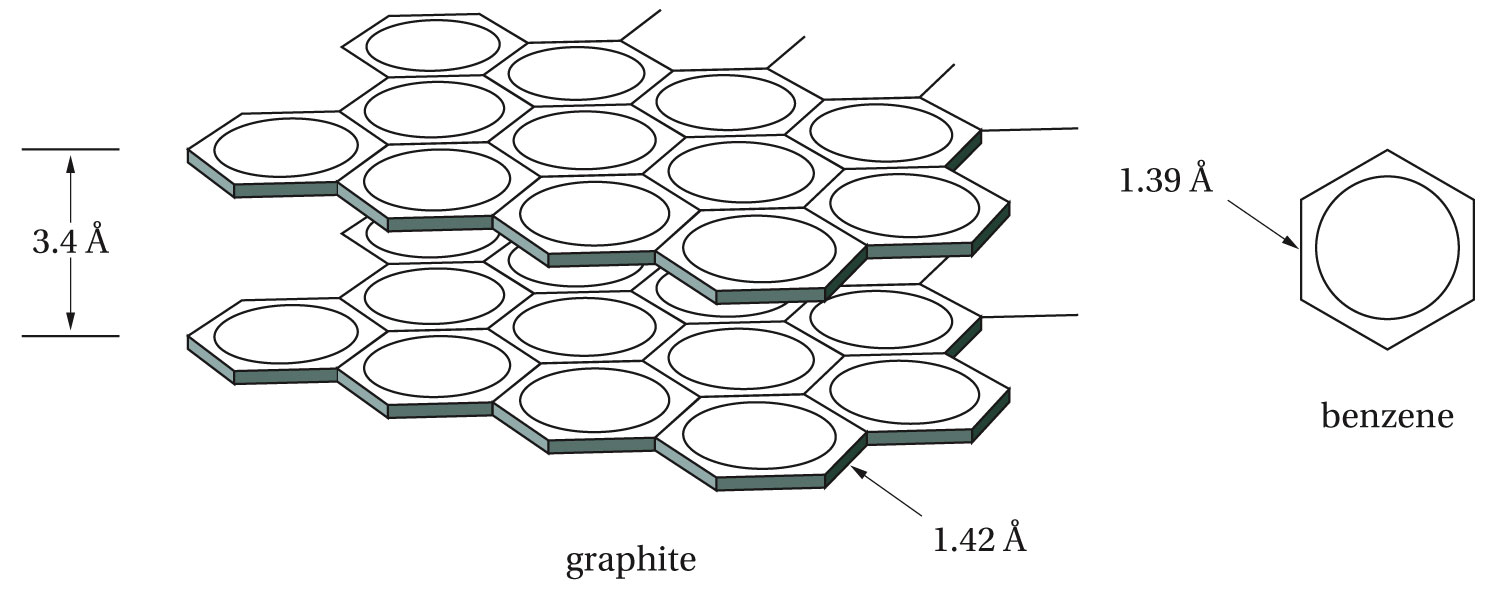 3.4 Å
1.39 Å
benzene
1.42 Å
graphite